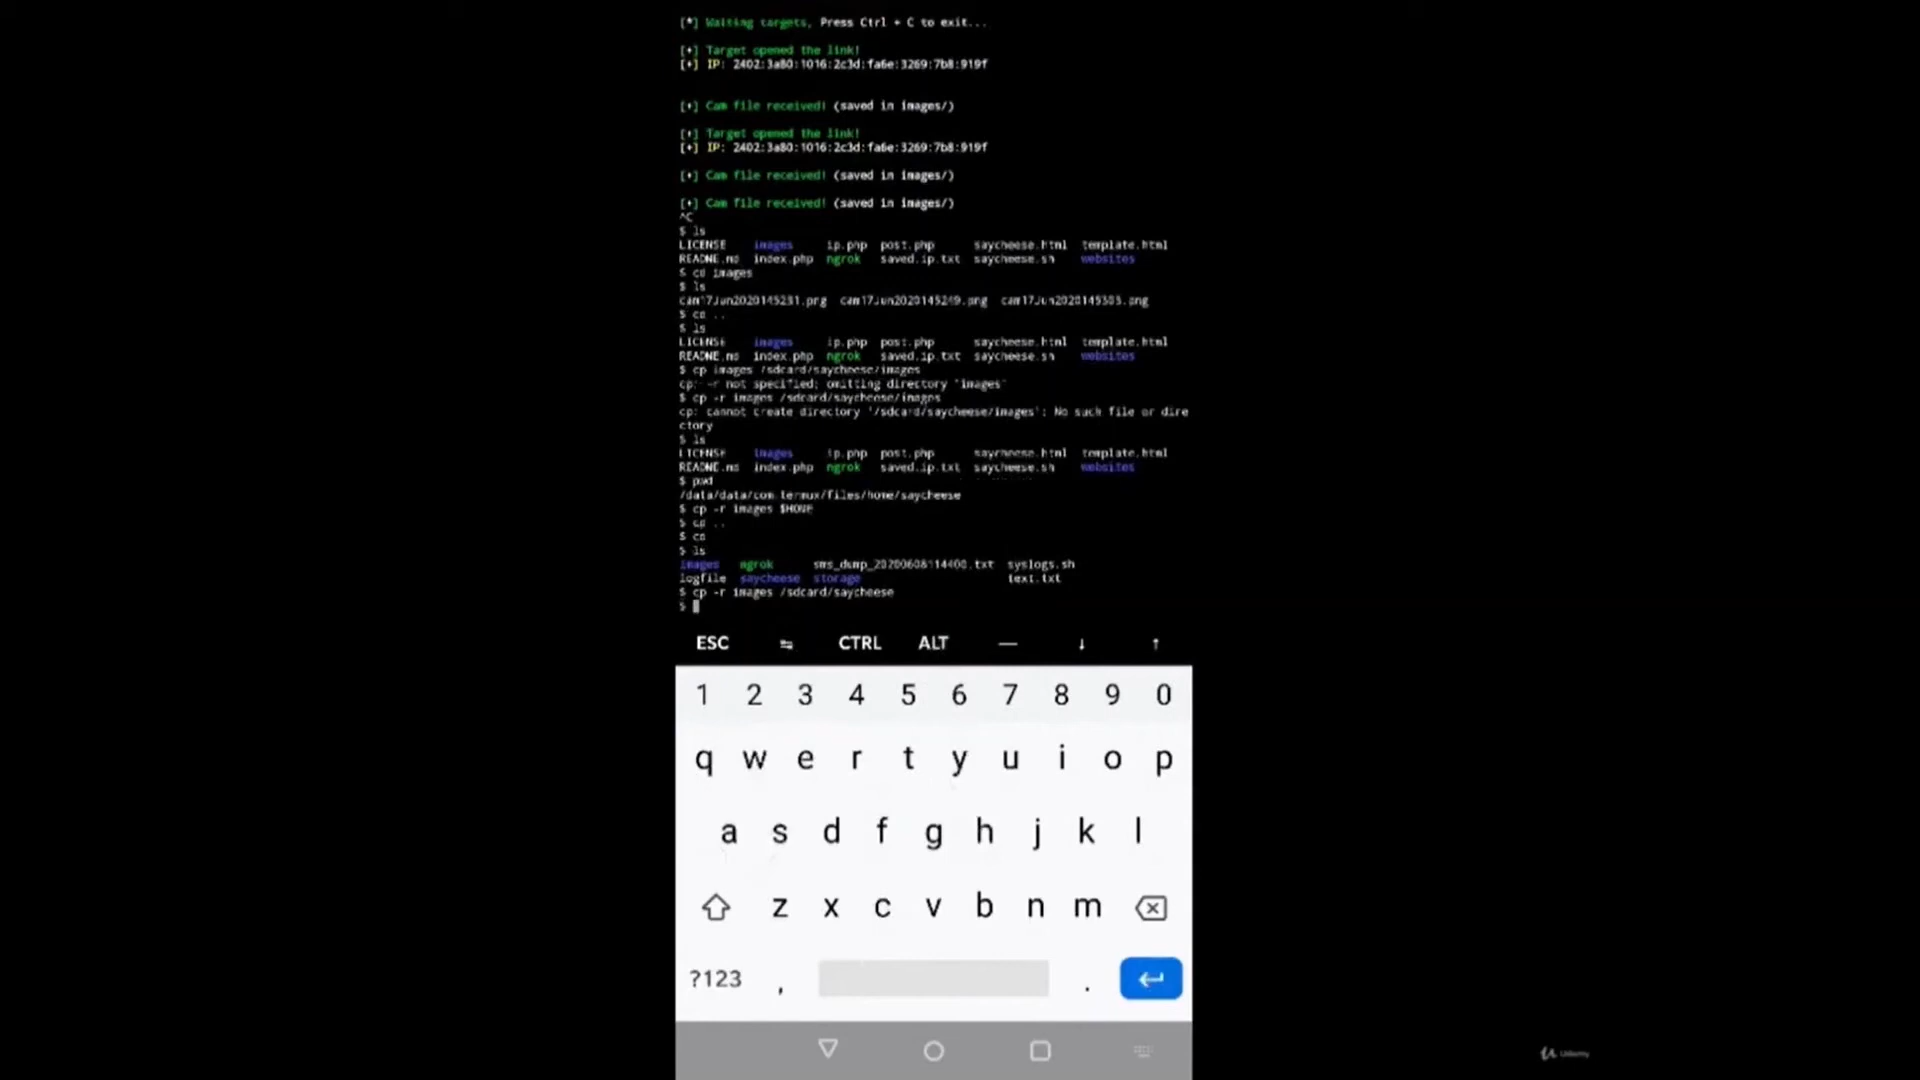 [*] Waiting targets, Press Ctrl + C to exit...
[+] Target opened the link!
[+] IP: 2402:3a80:1016:2c3d:fa6e:3269:7b8:919f
[+] Cam file received! (saved in images/)
[+] Target opened the link!
[+] IP: 2402:3a80:1016:2c3d:fa6e:3269:7b8:919f
[+] Cam file received! (saved in images/)
[+] Cam file received! (saved in images/)
^C
$ ls
LICENSE images ip.php post.php saycheese.html template.html
README.md index.php ngrok saved.ip.txt saycheese.sh websites
$ cd images
$ ls
cam17Jun2020145249.png
$ cd ..
$ ls
LICENSE images ip.php post.php saycheese.html template.html
README.md index.php ngrok saved.ip.txt saycheese.sh websites
$ cp images /sdcard/saycheese/images
cp: -r not specified; omitting directory 'images'
$ cp -r images /sdcard/saycheese/images
cp: cannot create directory '/sdcard/saycheese/images': No such file or dire
ctory
$ ls
LICENSE images ip.php post.php saycheese.html template.html
README.md index.php ngrok saved.ip.txt saycheese.sh websites
$ pwd
/data/data/com.termux/files/home/saycheese
$ cp -r images $HOME
$ cd ..
$ cd
$ ls
images ngrok syslogs.sh
logfile saycheese storage text.txt
$ cp -r images /sdcard/saycheese
$
ESC ⇆ CTRL ALT — ↓ ↑
1 2 3 4 5 6 7 8 9 0
q w e r t y u i o p
a s d f g h j k l
z x c v b n m
?123 , .
Udemy